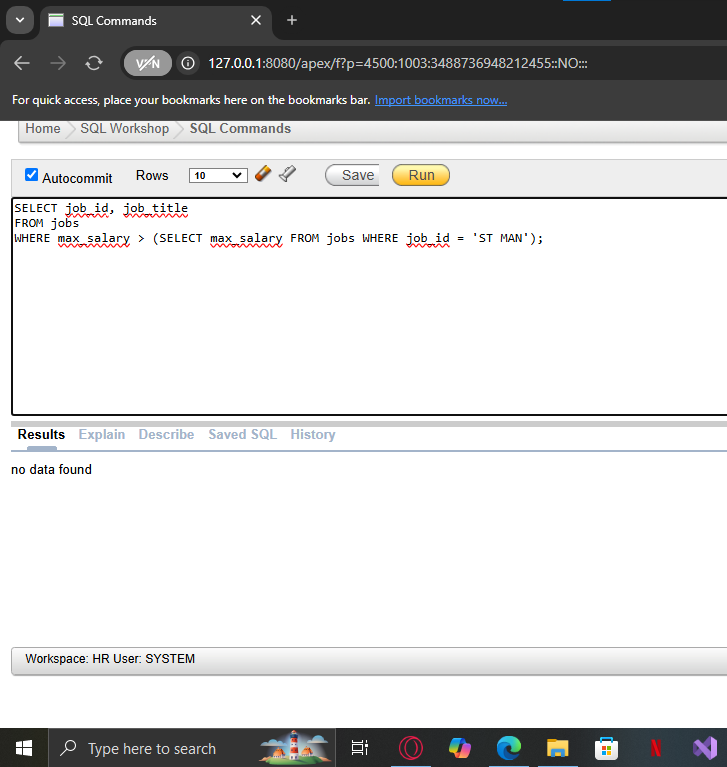 SQL Commands
VPN
127.0.0.1:8080/apex/f?p=4500:1003:3488736948212455::NO:::
For quick access, place your bookmarks here on the bookmarks bar. Import bookmarks now...
Home SQL Workshop SQL Commands
Autocommit Rows 10 Save Run
SELECT job_id, job_title
FROM jobs
WHERE max_salary > (SELECT max_salary FROM jobs WHERE job_id = 'ST MAN');
Results Explain Describe Saved SQL History
no data found
Workspace: HR User: SYSTEM
Type here to search